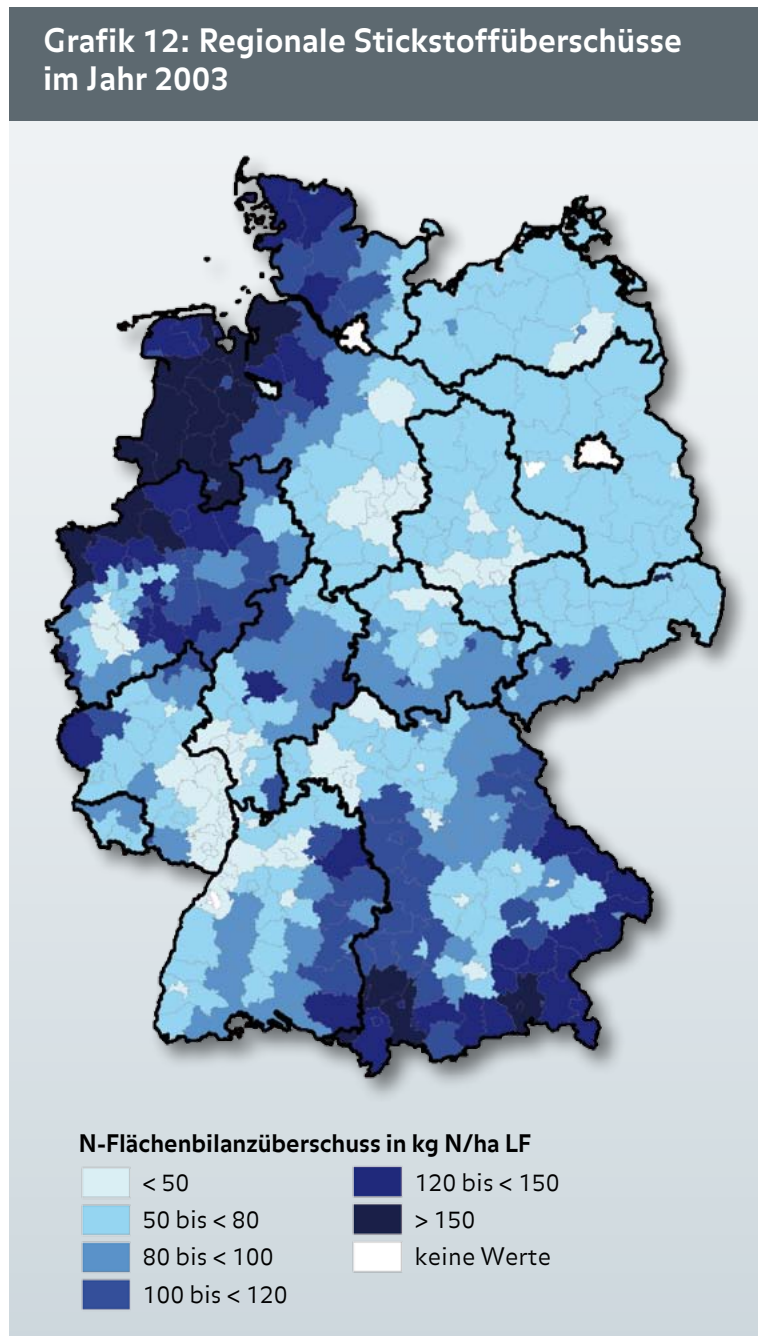 Grafik 12: Regionale Stickstoffüberschüsse
im Jahr 2003
N-Flächenbilanzüberschuss in kg N/ha LF
< 50
50 bis < 80
80 bis < 100
100 bis < 120
120 bis < 150
> 150
keine Werte